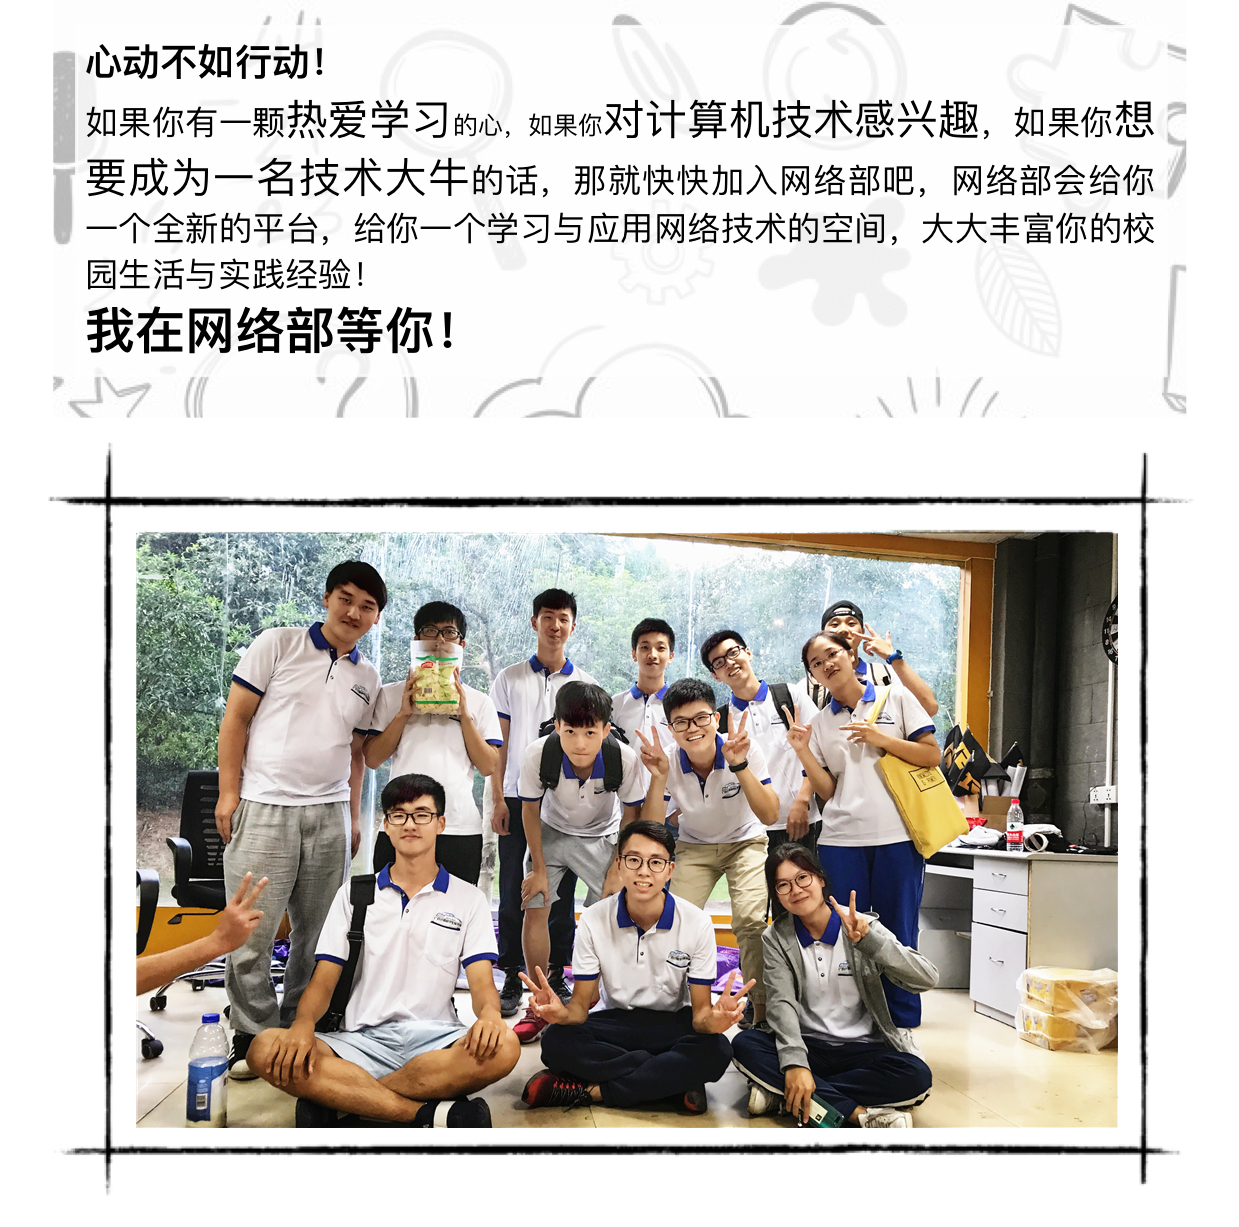 心动不如行动！
如果你有一颗热爱学习的心，如果你对计算机技术感兴趣，如果你想
要成为一名技术大牛的话，那就快快加入网络部吧，网络部会给你
一个全新的平台，给你一个学习与应用网络技术的空间，大大丰富你的校
园生活与实践经验！
我在网络部等你！